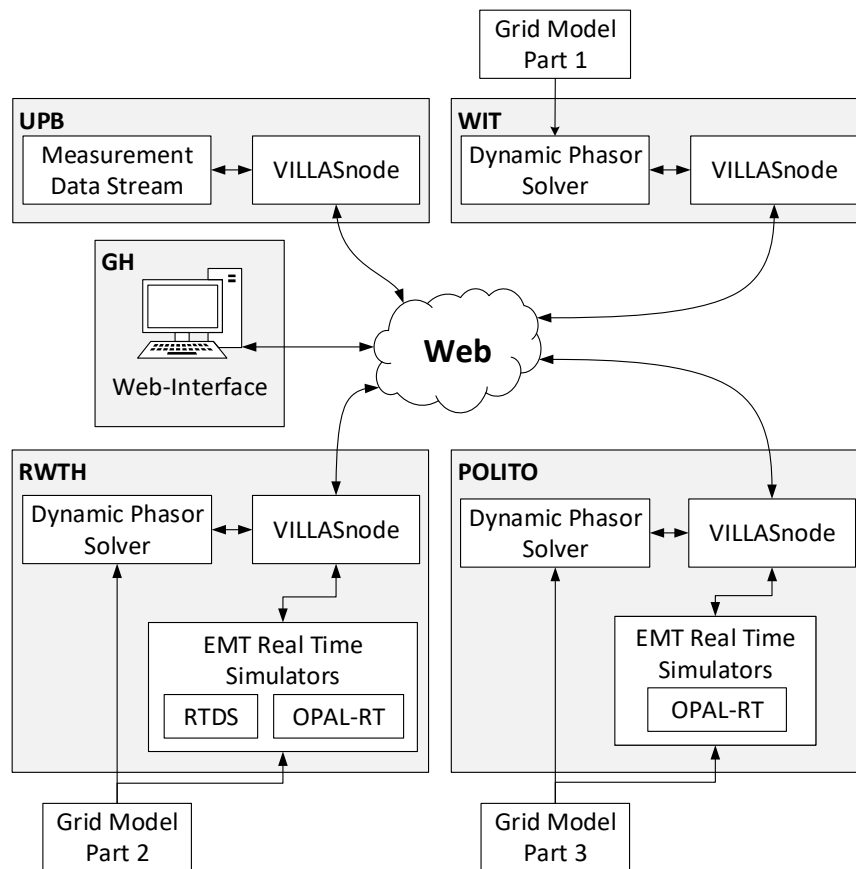 Grid Model
Part 1
UPB
Measurement
Data Stream
VILLASnode
WIT
Dynamic Phasor
Solver
VILLASnode
GH
Web-Interface
Web
RWTH
Dynamic Phasor
Solver
VILLASnode
EMT Real Time
Simulators
RTDS
OPAL-RT
POLITO
Dynamic Phasor
Solver
VILLASnode
EMT Real Time
Simulators
OPAL-RT
Grid Model
Part 2
Grid Model
Part 3